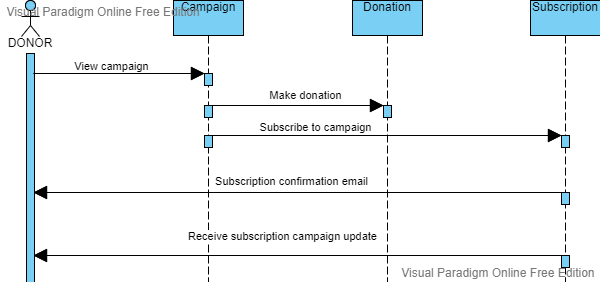 Visual Paradigm Online Free Edition
Campaign
Donation
Subscription
DONOR
View campaign
Make donation
Subscribe to campaign
Subscription confirmation email
Receive subscription campaign update
Visual Paradigm Online Free Edition